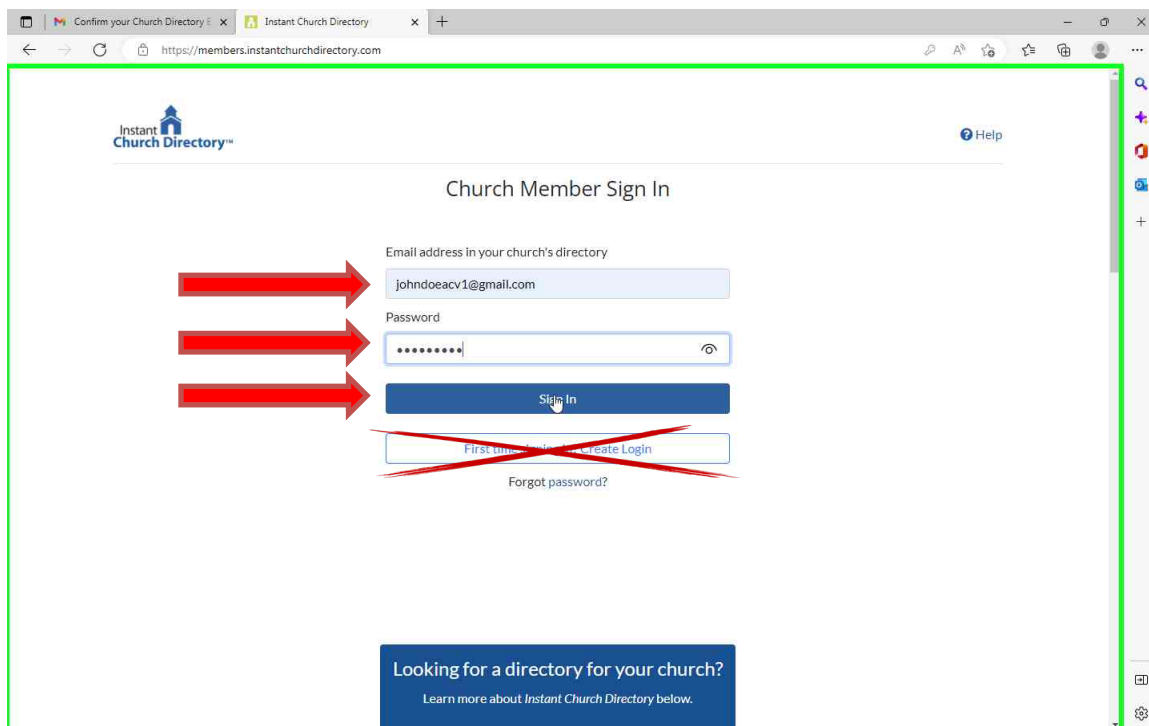 Confirm your Church Directory E
Instant Church Directory
https://members.instantchurchdirectory.com
Instant
Church Directory™
Help
Church Member Sign In
Email address in your church's directory
johndoeacv1@gmail.com
Password
•••••••••
Sign In
First time Create Login
Forgot password?
Looking for a directory for your church?
Learn more about Instant Church Directory below.